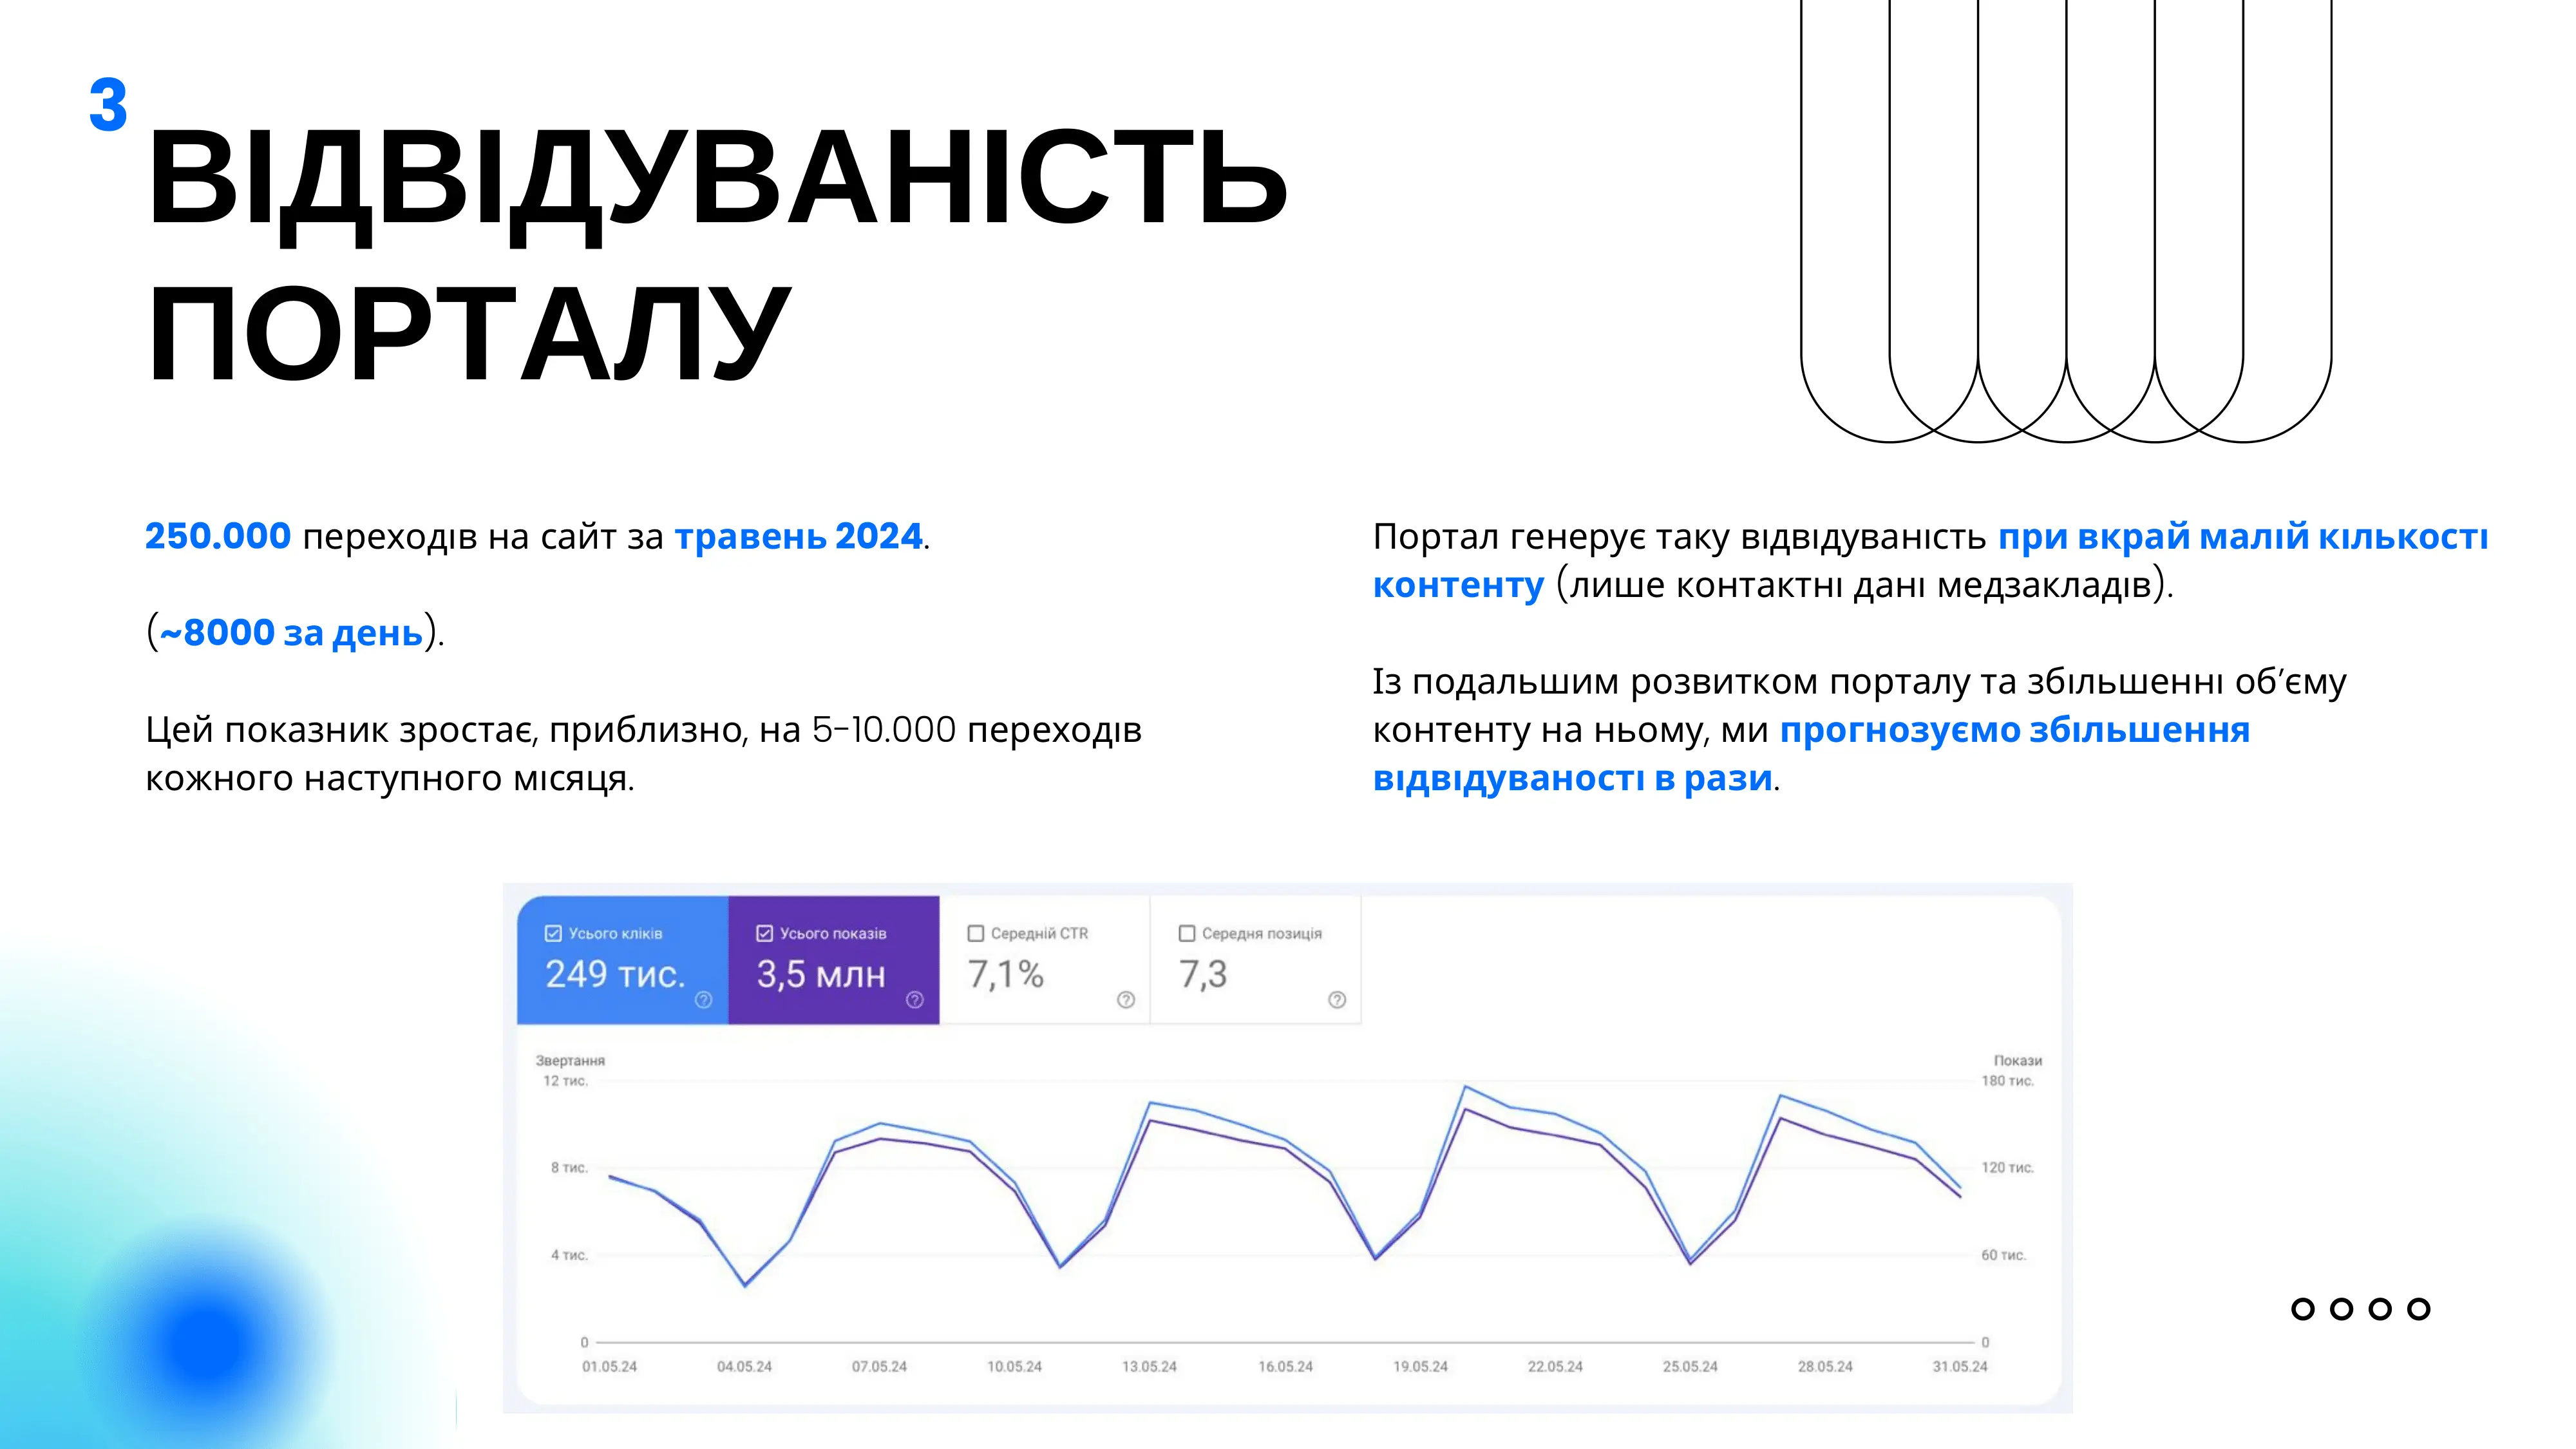 3
ВІДВІДУВАНІСТЬ
ПОРТАЛУ
250.000 переходів на сайт за травень 2024.
(~8000 за день).
Цей показник зростає, приблизно, на 5-10.000 переходів
кожного наступного місяця.
Портал генерує таку відвідуваність при вкрай малій кількості
контенту (лише контактні дані медзакладів).
Із подальшим розвитком порталу та збільшенні об’єму
контенту на ньому, ми прогнозуємо збільшення
відвідуваності в рази.
Усього кліків
249 тис.
Усього показів
3,5 млн
Середній CTR
7,1%
Середня позиція
7,3
Звертання
Покази
12 тис.
180 тис.
8 тис.
120 тис.
4 тис.
60 тис.
0
0
01.05.24 04.05.24 07.05.24 10.05.24 13.05.24 16.05.24 19.05.24 22.05.24 25.05.24 28.05.24 31.05.24